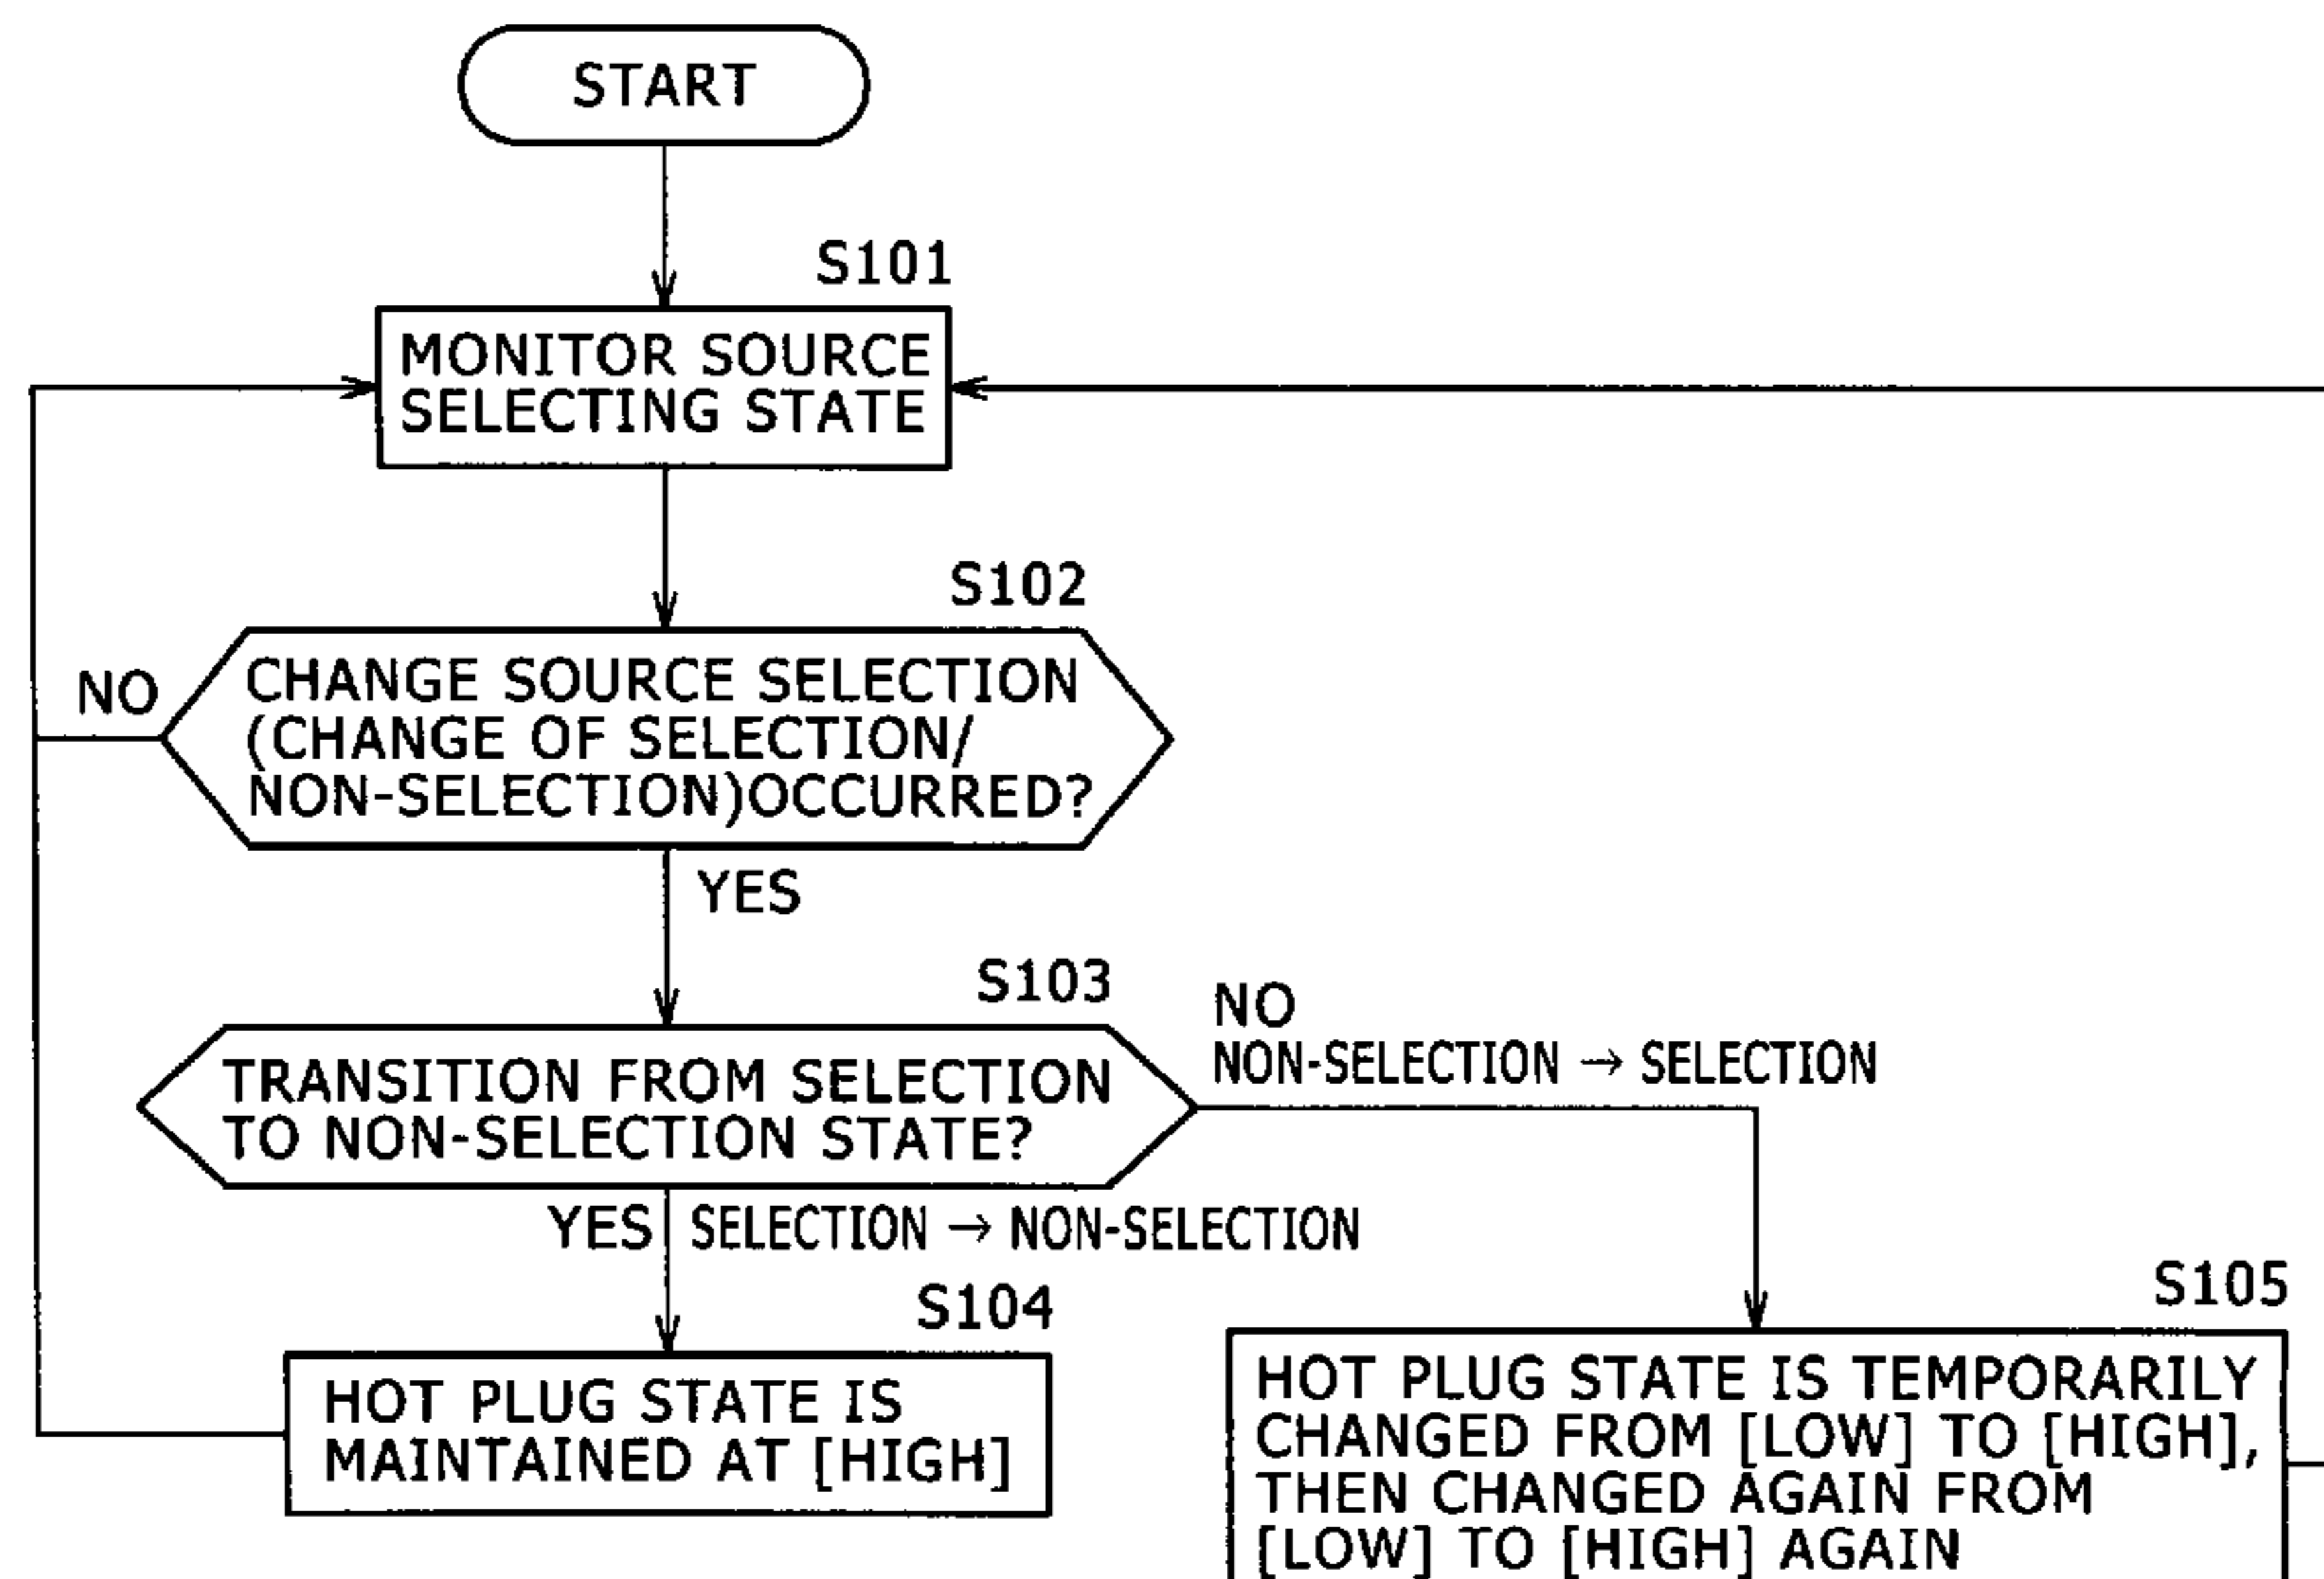 START
S101
MONITOR SOURCE
SELECTING STATE
S102
NO
CHANGE SOURCE SELECTION
(CHANGE OF SELECTION/
NON-SELECTION)OCCURRED?
YES
S103
NO
NON-SELECTION → SELECTION
TRANSITION FROM SELECTION
TO NON-SELECTION STATE?
YES SELECTION → NON-SELECTION
S104
HOT PLUG STATE IS
MAINTAINED AT [HIGH]
S105
HOT PLUG STATE IS TEMPORARILY
CHANGED FROM [LOW] TO [HIGH],
THEN CHANGED AGAIN FROM
[LOW] TO [HIGH] AGAIN